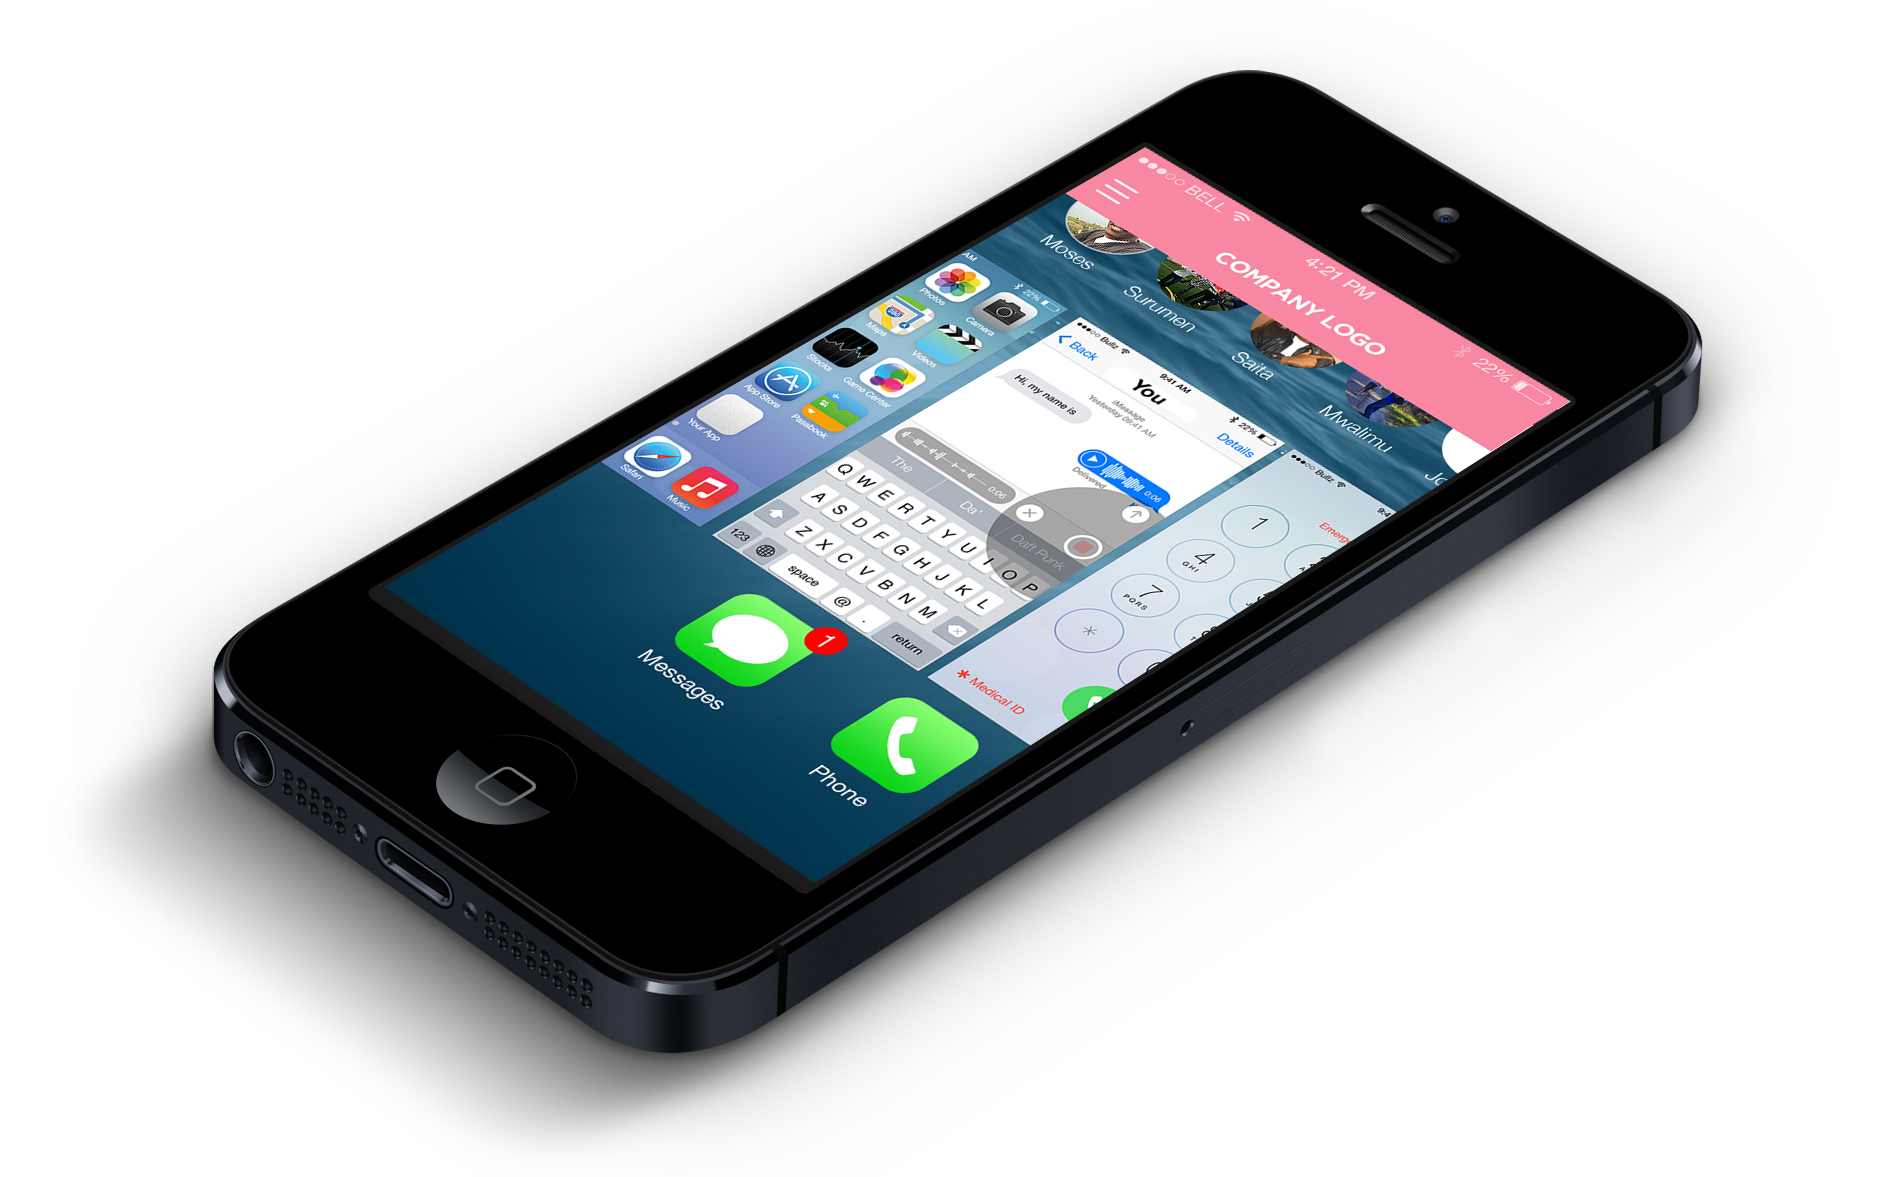 BELL
4:21 PM
22%
COMPANY LOGO
Moses
Surumen
Saita
Mwalimu
Jo
AM
22%
Photos
Camera
Maps
Videos
Stocks
Game Center
App Store
Passbook
Your App
Safari
Music
Bullz
9:41 AM
22%
Back
You
Details
iMessage
Yesterday 09:41 AM
Hi, my name is
0:06
Delivered
0:06
The
Da'
Daft Punk
Q W E R T Y U I O P
A S D F G H J K L
Z X C V B N M
123
space
@
.
return
Bullz
9:4
Emerg
1
4
GHI
7
PQRS
*
* Medical ID
Messages
1
Phone